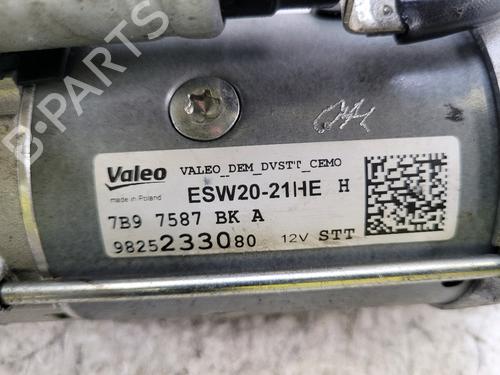 B-PARTS
Valeo VALEO_DEM_DVSTT_CEMO
made in Poland ESW20-21HE H
7B9 7587 BK A
9825233080 12V STT